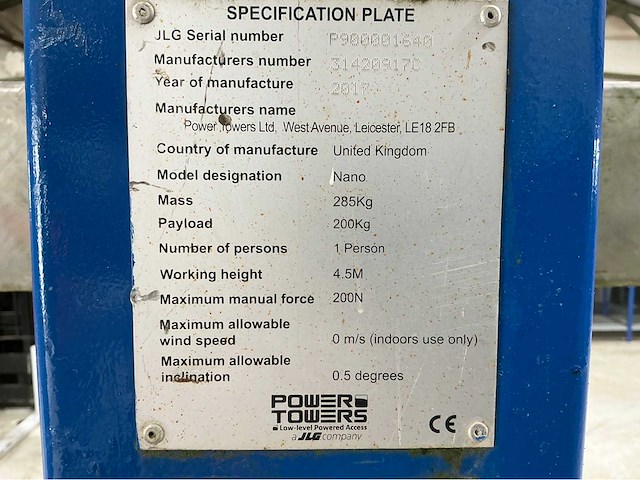 SPECIFICATION PLATE
JLG Serial number P900001640
Manufacturers number 31420917C
Year of manufacture 2017
Manufacturers name
Power Towers Ltd, West Avenue, Leicester, LE18 2FB
Country of manufacture United Kingdom
Model designation Nano
Mass 285Kg
Payload 200Kg
Number of persons 1 Person
Working height 4.5M
Maximum manual force 200N
Maximum allowable
wind speed 0 m/s (indoors use only)
Maximum allowable
inclination 0.5 degrees
POWER
TOWERS
Low-level Powered Access
a JLG company
CE